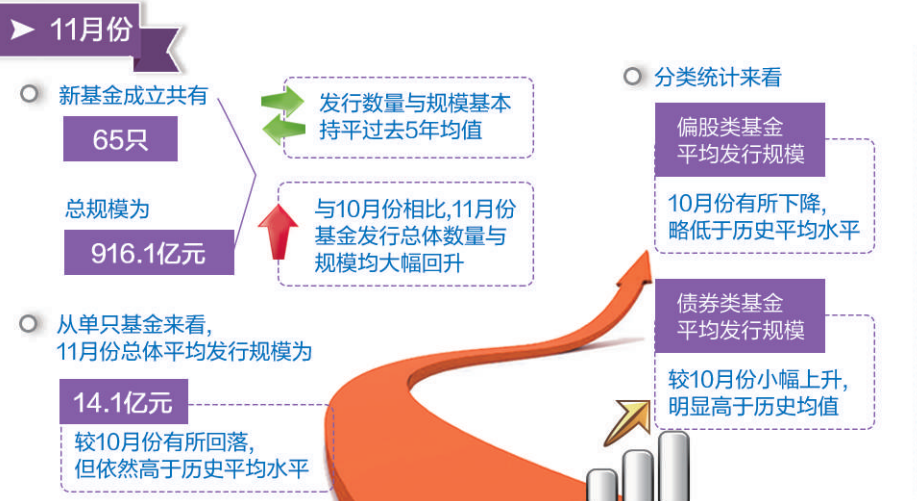 11月份
新基金成立共有
65只
总规模为
916.1亿元
发行数量与规模基本
持平过去5年均值
与10月份相比,11月份
基金发行总体数量与
规模均大幅回升
从单只基金来看,
11月份总体平均发行规模为
14.1亿元
较10月份有所回落,
但依然高于历史平均水平
分类统计来看
偏股类基金
平均发行规模
10月份有所下降,
略低于历史平均水平
债券类基金
平均发行规模
较10月份小幅上升,
明显高于历史均值